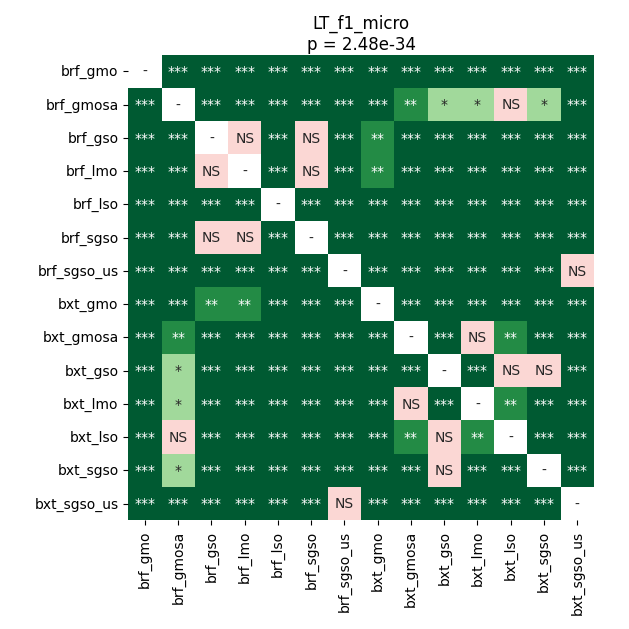 LT_f1_micro
p = 2.48e-34
brf_gmo - *** *** *** *** *** *** *** *** *** *** *** *** ***
brf_gmosa *** - *** *** *** *** *** *** ** * * NS * ***
brf_gso *** *** - NS *** NS *** ** *** *** *** *** *** ***
brf_lmo *** *** NS - *** NS *** ** *** *** *** *** *** ***
brf_lso *** *** *** *** - *** *** *** *** *** *** *** *** ***
brf_sgso *** *** NS NS *** - *** *** *** *** *** *** *** ***
brf_sgso_us *** *** *** *** *** *** - *** *** *** *** *** *** NS
bxt_gmo *** *** ** ** *** *** *** - *** *** *** *** *** ***
bxt_gmosa *** ** *** *** *** *** *** *** - *** NS ** *** ***
bxt_gso *** * *** *** *** *** *** *** *** - *** NS NS ***
bxt_lmo *** * *** *** *** *** *** *** NS *** - ** *** ***
bxt_lso *** NS *** *** *** *** *** *** ** NS ** - *** ***
bxt_sgso *** * *** *** *** *** *** *** *** NS *** *** - ***
bxt_sgso_us *** *** *** *** *** *** NS *** *** *** *** *** *** -
brf_gmo
brf_gmosa
brf_gso
brf_lmo
brf_lso
brf_sgso
brf_sgso_us
bxt_gmo
bxt_gmosa
bxt_gso
bxt_lmo
bxt_lso
bxt_sgso
bxt_sgso_us